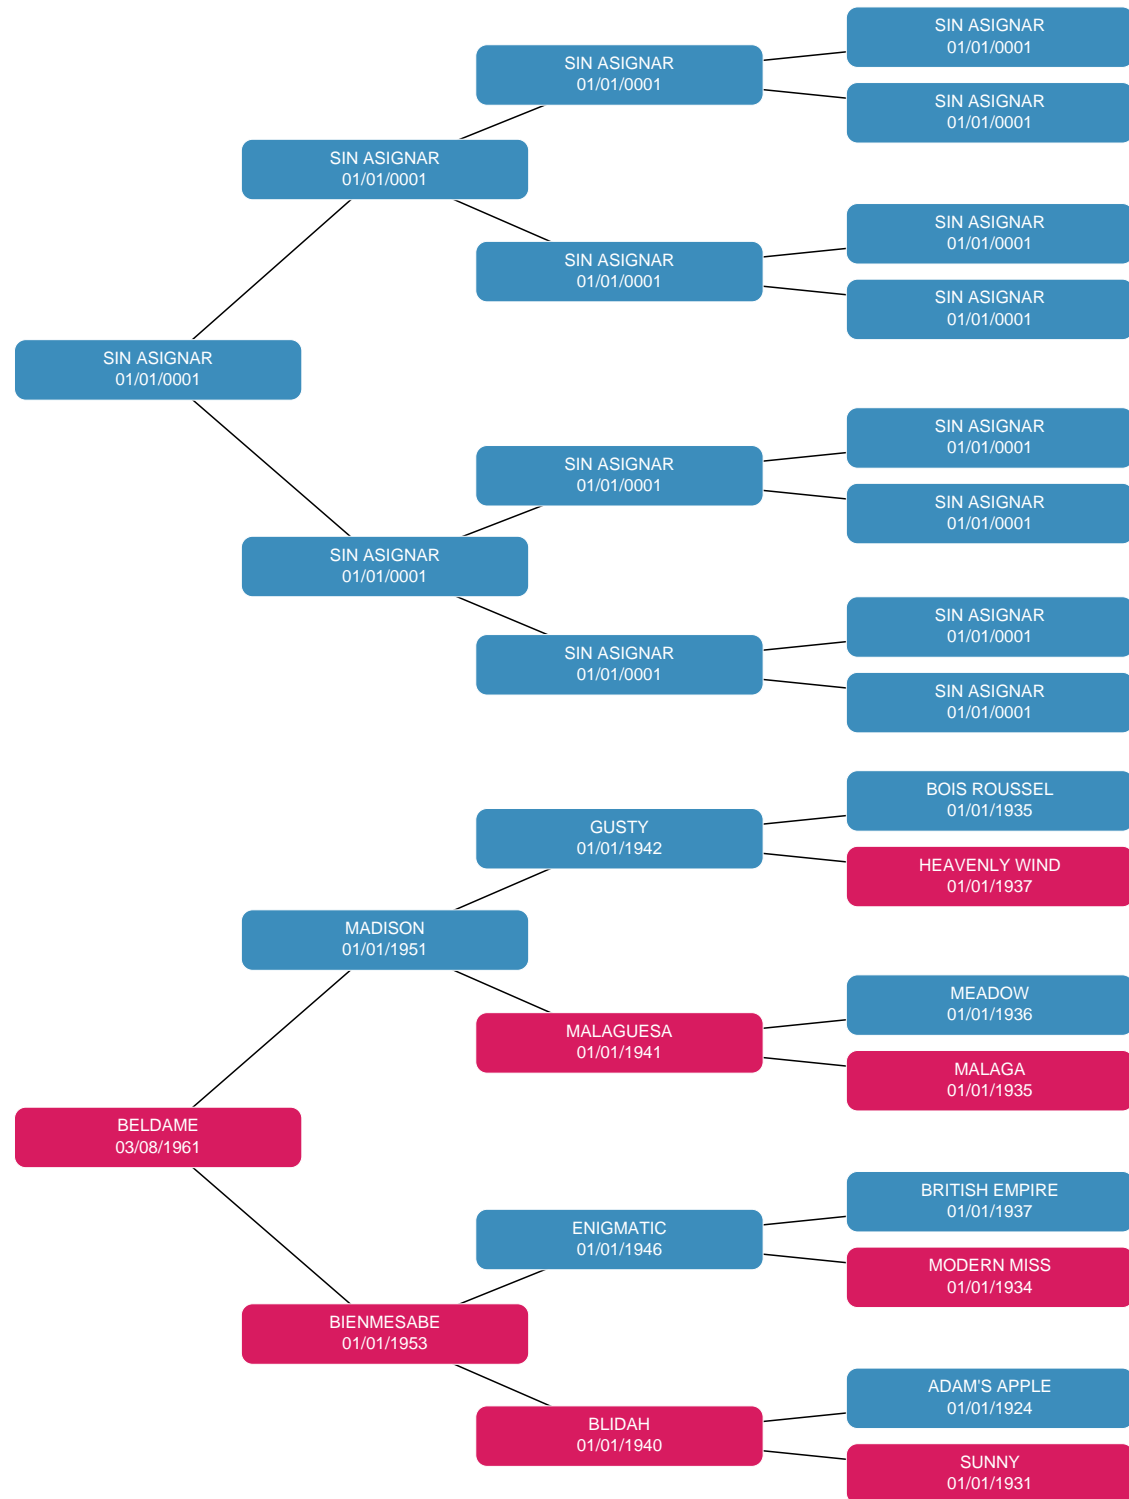 SIN ASIGNAR
01/01/0001
SIN ASIGNAR
01/01/0001
SIN ASIGNAR
01/01/0001
SIN ASIGNAR
01/01/0001
SIN ASIGNAR
01/01/0001
SIN ASIGNAR
01/01/0001
SIN ASIGNAR
01/01/0001
SIN ASIGNAR
01/01/0001
SIN ASIGNAR
01/01/0001
SIN ASIGNAR
01/01/0001
SIN ASIGNAR
01/01/0001
SIN ASIGNAR
01/01/0001
SIN ASIGNAR
01/01/0001
SIN ASIGNAR
01/01/0001
SIN ASIGNAR
01/01/0001
BOIS ROUSSEL
01/01/1935
GUSTY
01/01/1942
HEAVENLY WIND
01/01/1937
MADISON
01/01/1951
MEADOW
01/01/1936
MALAGUESA
01/01/1941
MALAGA
01/01/1935
BELDAME
03/08/1961
BRITISH EMPIRE
01/01/1937
ENIGMATIC
01/01/1946
MODERN MISS
01/01/1934
BIENMESABE
01/01/1953
ADAM'S APPLE
01/01/1924
BLIDAH
01/01/1940
SUNNY
01/01/1931